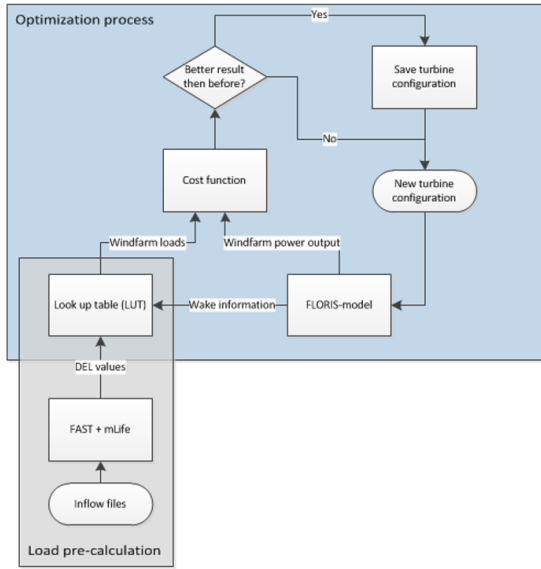 Optimization process
Yes
Better result
then before?
Save turbine
configuration
No
Cost function
New turbine
configuration
Windfarm loads
Windfarm power output
Look up table (LUT)
Wake information
FLORIS-model
DEL values
FAST + mLife
Inflow files
Load pre-calculation